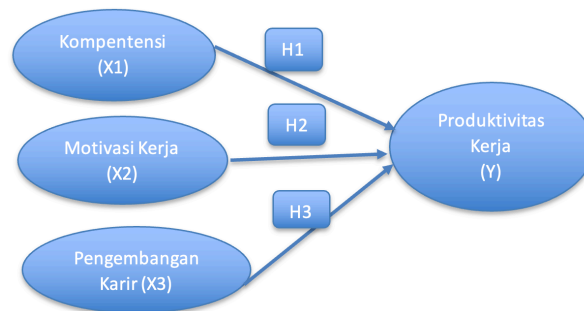 Kompentensi
(X1)
H1
Motivasi Kerja
(X2)
H2
Produktivitas
Kerja
(Y)
H3
Pengembangan
Karir (X3)